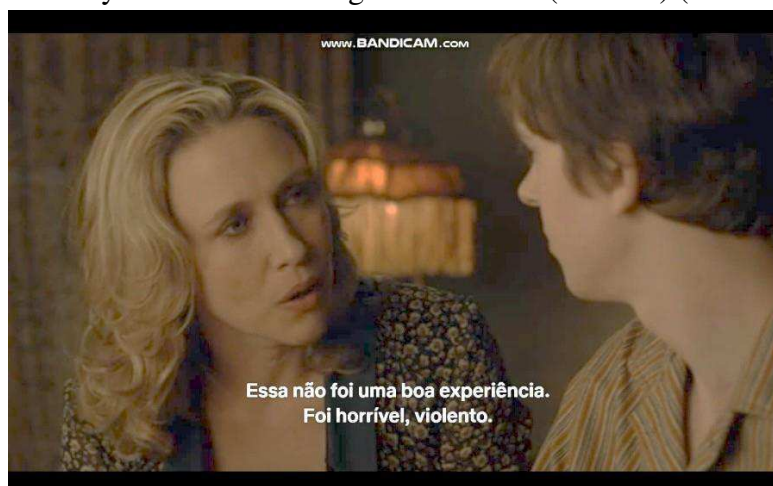 www.BANDICAM.com
Essa não foi uma boa experiência.
Foi horrível, violento.